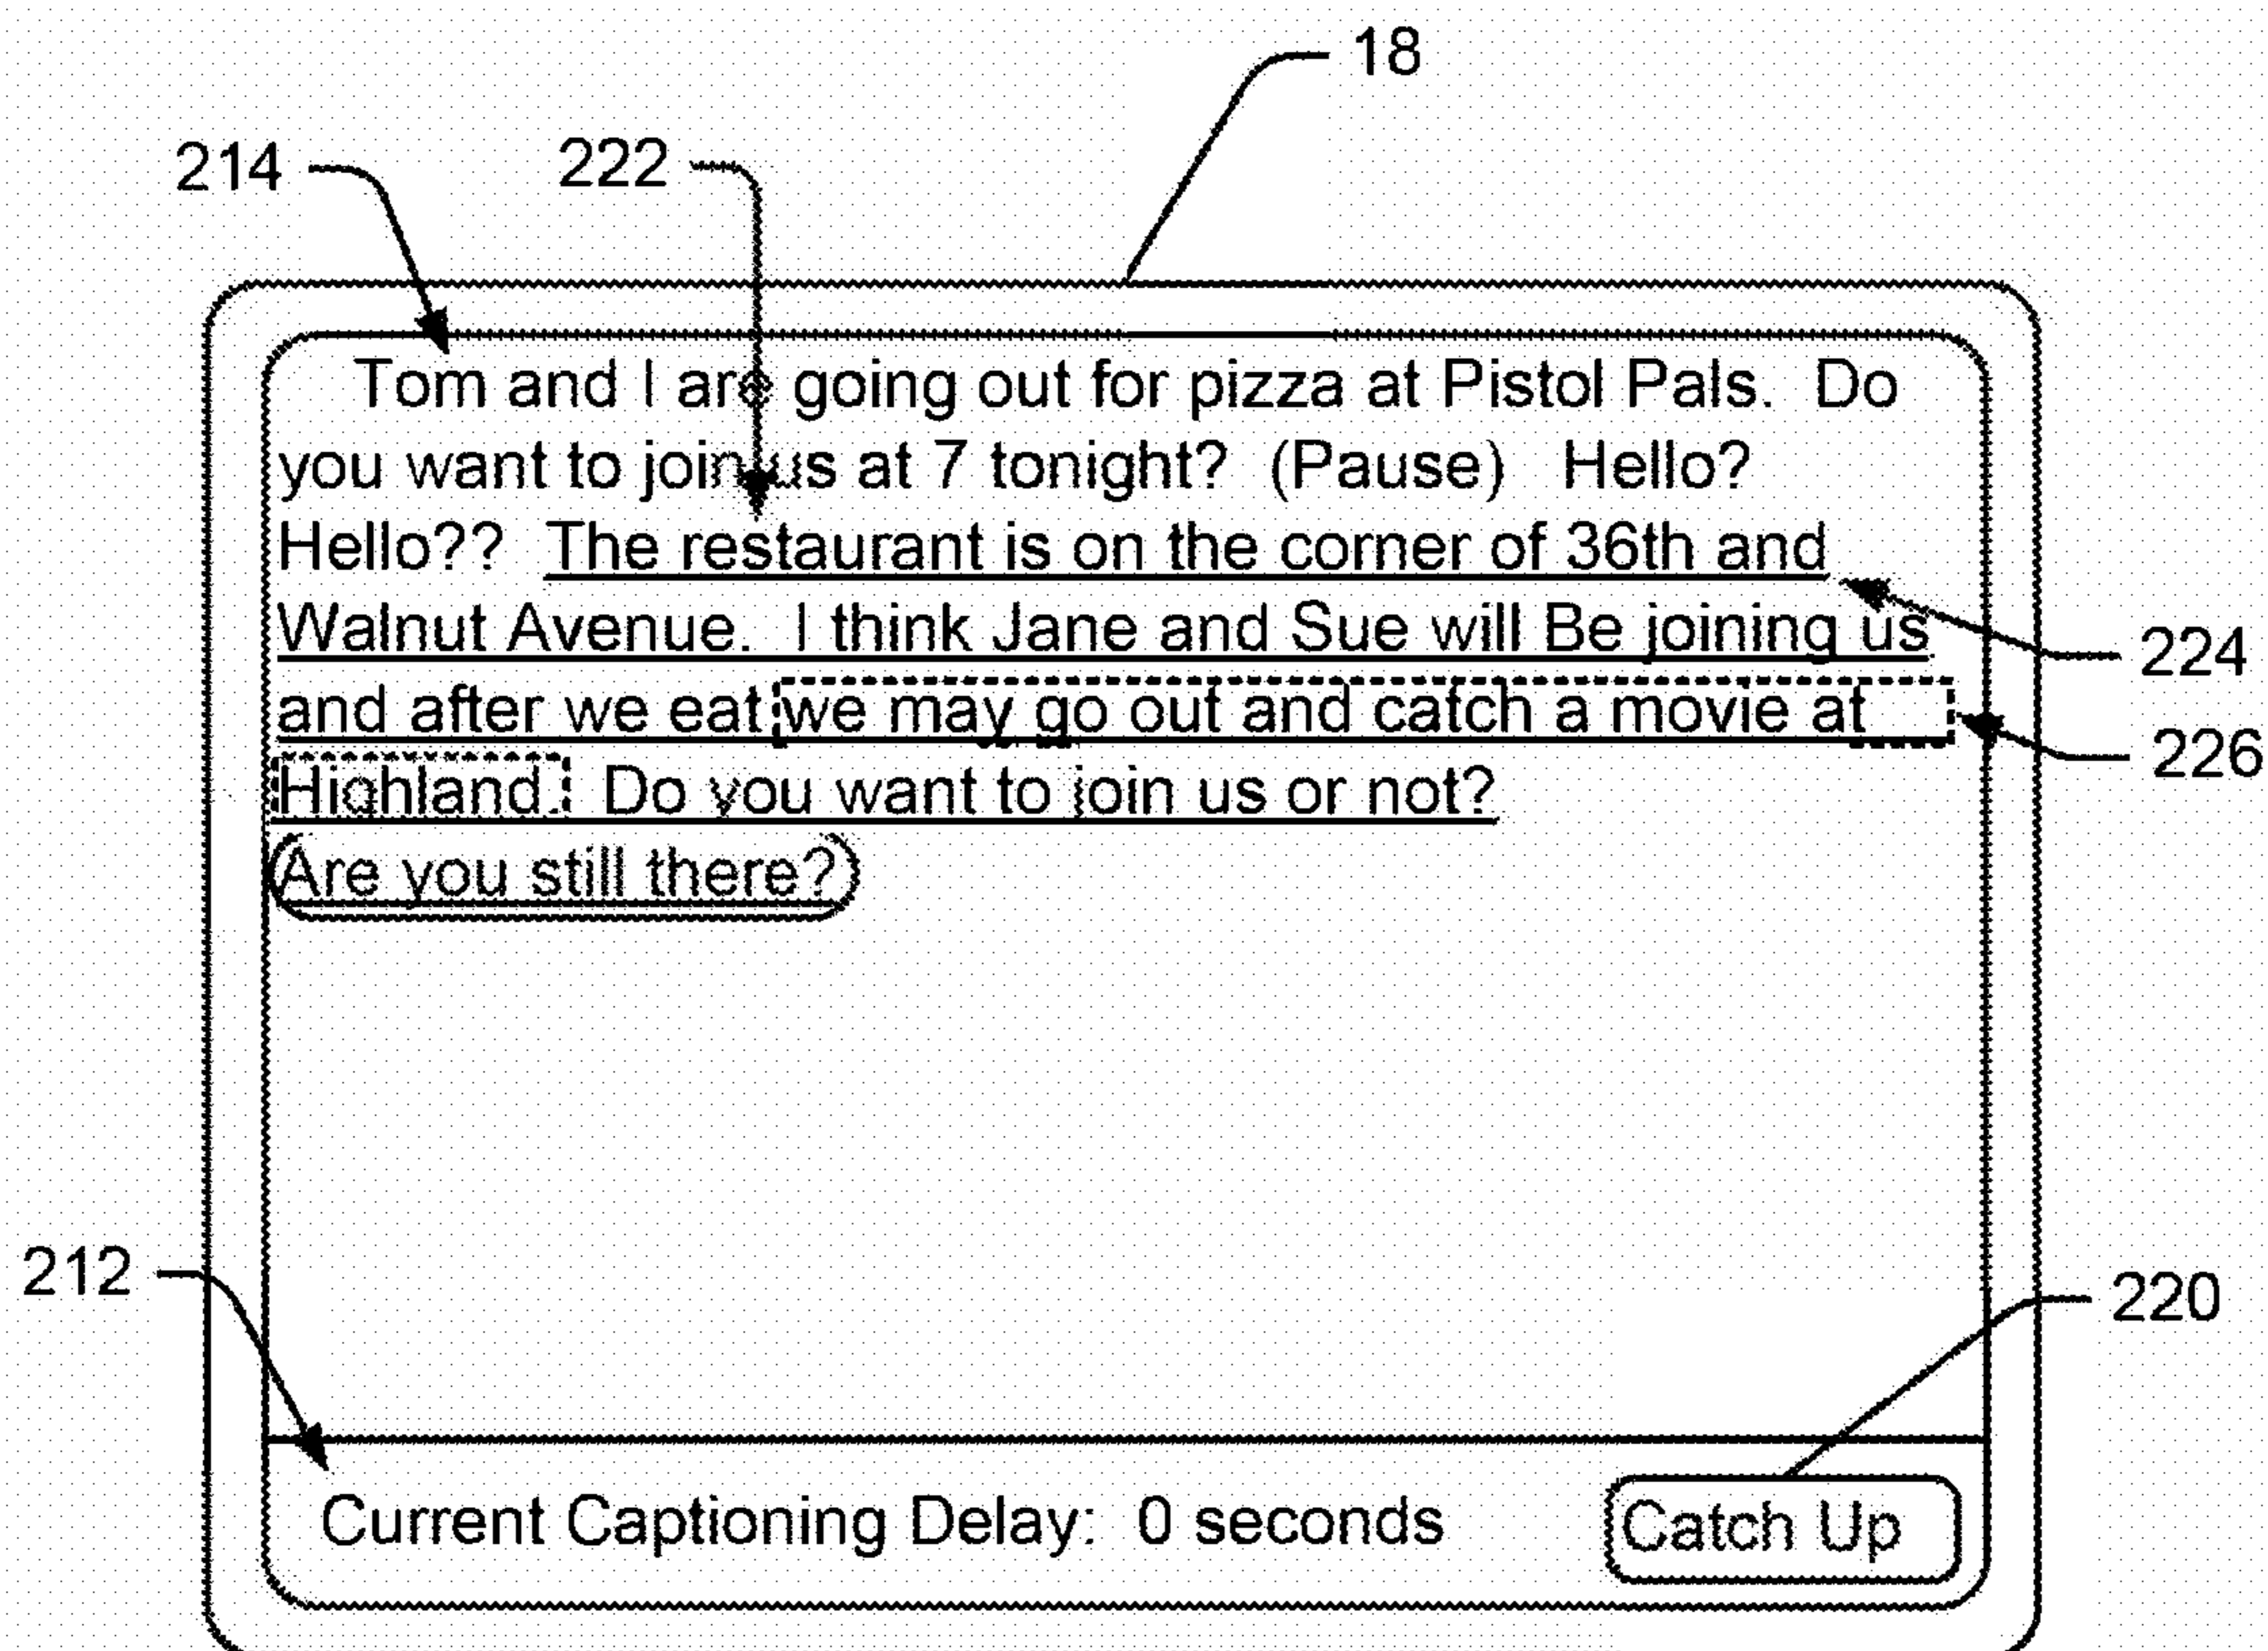 18
214
222
Tom and I are going out for pizza at Pistol Pals. Do
you want to join us at 7 tonight? (Pause) Hello?
Hello?? The restaurant is on the corner of 36th and
Walnut Avenue. I think Jane and Sue will Be joining us
224
and after we eat we may go out and catch a movie at
226
Highland. Do you want to join us or not?
Are you still there?
212
220
Current Captioning Delay: 0 seconds
Catch Up